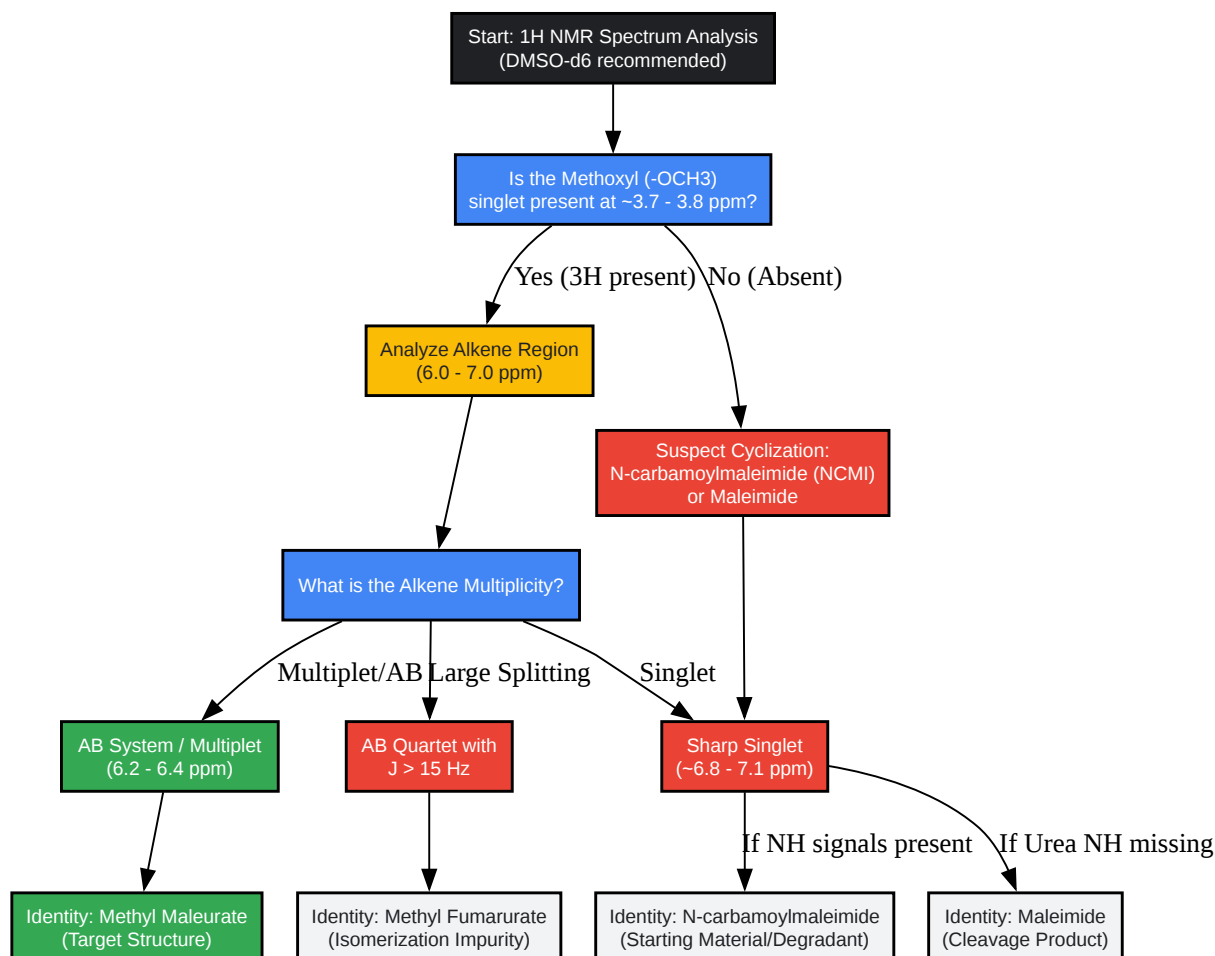 Start: 1H NMR Spectrum Analysis
(DMSO-d6 recommended)
Is the Methoxyl (-OCH3)
singlet present at ~3.7 - 3.8 ppm?
Yes (3H present)
No (Absent)
Analyze Alkene Region
(6.0 - 7.0 ppm)
Suspect Cyclization:
N-carbamoylmaleimide (NCMI)
or Maleimide
What is the Alkene Multiplicity?
Multiplet/AB
Large Splitting
Singlet
AB System / Multiplet
(6.2 - 6.4 ppm)
AB Quartet with
J > 15 Hz
Sharp Singlet
(~6.8 - 7.1 ppm)
If NH signals present
If Urea NH missing
Identity: Methyl Maleurate
(Target Structure)
Identity: Methyl Fumarurate
(Isomerization Impurity)
Identity: N-carbamoylmaleimide
(Starting Material/Degradant)
Identity: Maleimide
(Cleavage Product)